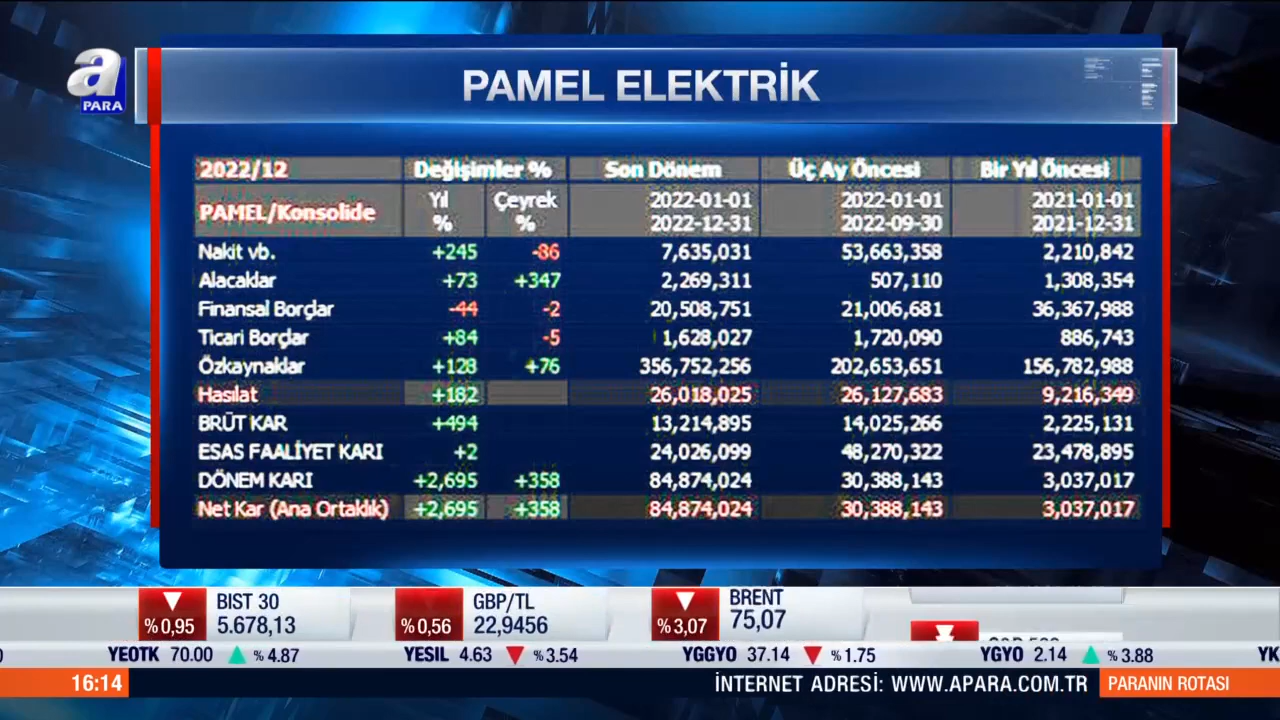 a
PARA
PAMEL ELEKTRİK
2022/12 Değişimler % Son Dönem Üç Ay Öncesi Bir Yıl Öncesi
PAMEL/Konsolide Yıl % Çeyrek % 2022-01-01 2022-12-31 2022-01-01 2022-09-30 2021-01-01 2021-12-31
Nakit vb. +245 -86 7,635,031 53,663,358 2,210,842
Alacaklar +73 +347 2,269,311 507,110 1,308,354
Finansal Borçlar -44 -2 20,508,751 21,006,681 36,367,988
Ticari Borçlar +84 -5 1,628,027 1,720,090 886,743
Özkaynaklar +128 +76 356,752,256 202,653,651 156,782,988
Hasılat +182 26,018,025 26,127,683 9,216,349
BRÜT KAR +494 13,214,895 14,025,266 2,225,131
ESAS FAALİYET KARI +2 24,026,099 48,270,322 23,478,895
DÖNEM KARI +2,695 +358 84,874,024 30,388,143 3,037,017
Net Kar (Ana Ortaklık) +2,695 +358 84,874,024 30,388,143 3,037,017
%0,95 BIST 30 5.678,13
%0,56 GBP/TL 22,9456
%3,07 BRENT 75,07
YEOTK 70.00 %4.87 YESIL 4.63 %3.54 YGGYO 37.14 %1.75 YGYO 2.14 %3.88 YK
16:14 İNTERNET ADRESİ: WWW.APARA.COM.TR PARANIN ROTASI